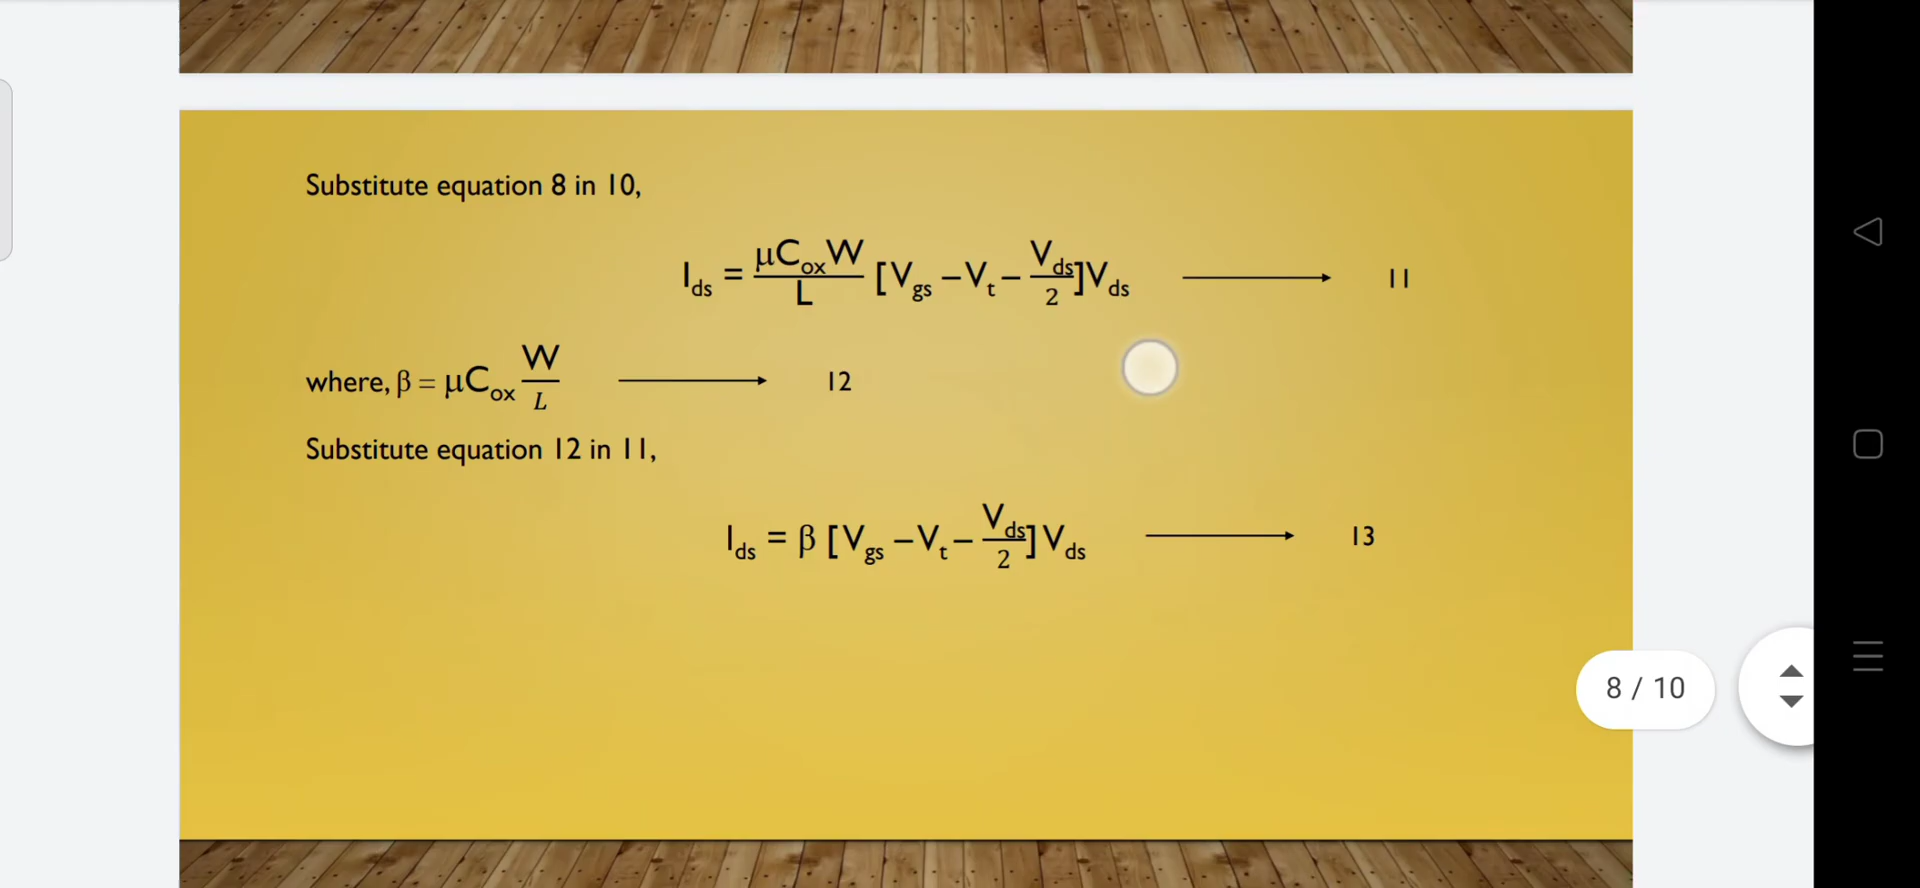 Substitute equation 8 in 10,
I_ds = μC_oxW/L [V_gs – V_t – V_ds/2]V_ds → 11
where, β = μC_ox W/L → 12
Substitute equation 12 in 11,
I_ds = β [V_gs – V_t – V_ds/2] V_ds → 13
8 / 10